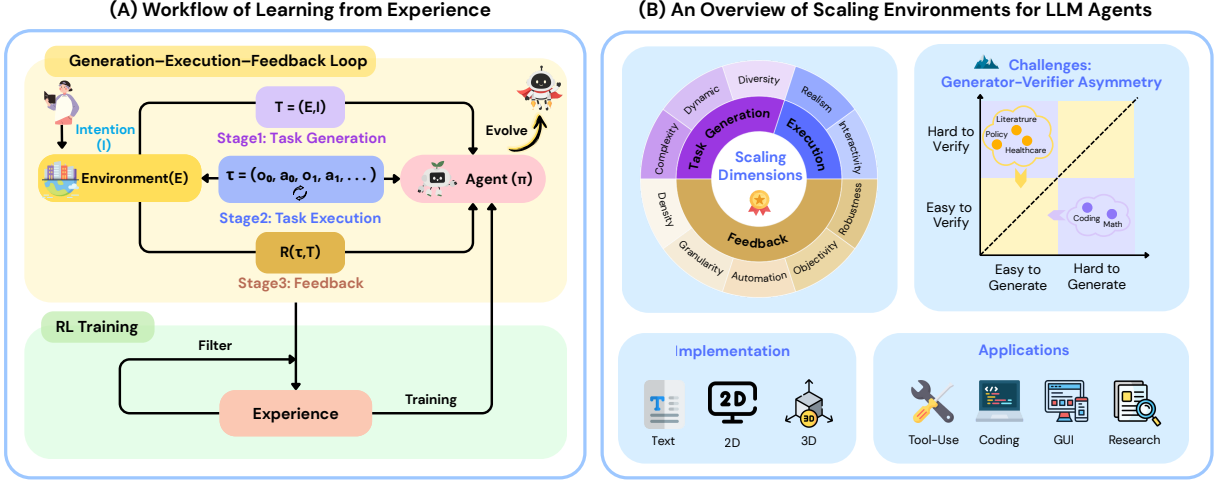 (A) Workflow of Learning from Experience
Generation–Execution–Feedback Loop
Intention
(I)
T = (E,I)
Stage1: Task Generation
Evolve
Environment(E)
τ = (o₀, a₀, o₁, a₁, . . . )
Agent (π)
Stage2: Task Execution
R(τ,T)
Stage3: Feedback
RL Training
Filter
Experience
Training
(B) An Overview of Scaling Environments for LLM Agents
Scaling
Dimensions
Task Generation
Execution
Feedback
Complexity
Dynamic
Diversity
Realism
Interactivity
Robustness
Objectivity
Automation
Granularity
Density
Challenges:
Generator-Verifier Asymmetry
Hard to
Verify
Easy to
Verify
Literatrure
Policy
Healthcare
Coding
Math
Easy to
Generate
Hard to
Generate
Implementation
T
Text
2D
2D
3D
3D
Applications
</>
Tool-Use
Coding
GUI
Research